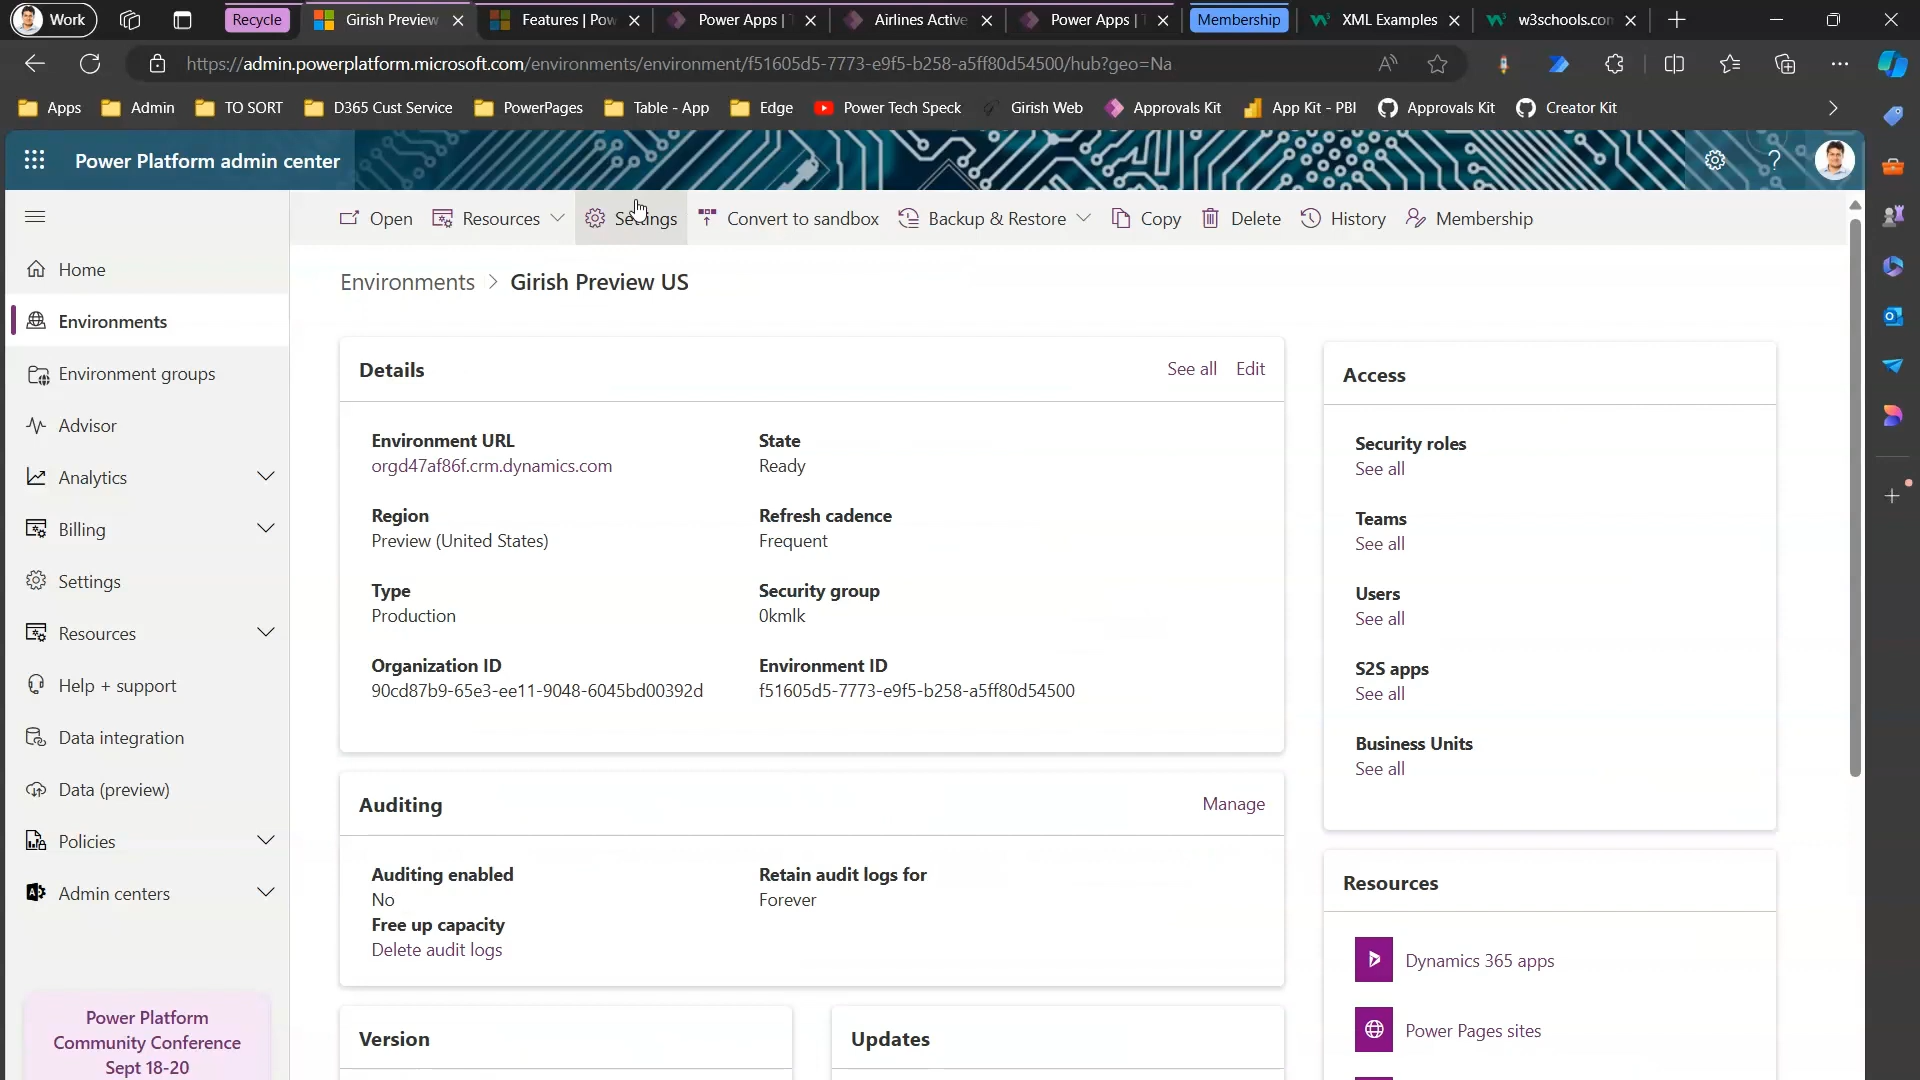 Work
Recycle
Girish Preview
Features | Pow
Power Apps | T
Airlines Active
Power Apps | T
Membership
XML Examples
w3schools.con
https://admin.powerplatform.microsoft.com/environments/environment/f51605d5-7773-e9f5-b258-a5ff80d54500/hub?geo=Na
Apps
Admin
TO SORT
D365 Cust Service
PowerPages
Table - App
Edge
Power Tech Speck
Girish Web
Approvals Kit
App Kit - PBI
Approvals Kit
Creator Kit
Power Platform admin center
Open
Resources
Settings
Convert to sandbox
Backup & Restore
Copy
Delete
History
Membership
Home
Environments
Environment groups
Advisor
Analytics
Billing
Settings
Resources
Help + support
Data integration
Data (preview)
Policies
Admin centers
Power Platform
Community Conference
Sept 18-20
Environments > Girish Preview US
Details
See all
Edit
Environment URL
orgd47af86f.crm.dynamics.com
State
Ready
Region
Preview (United States)
Refresh cadence
Frequent
Type
Production
Security group
0kmlk
Organization ID
90cd87b9-65e3-ee11-9048-6045bd00392d
Environment ID
f51605d5-7773-e9f5-b258-a5ff80d54500
Auditing
Manage
Auditing enabled
No
Retain audit logs for
Forever
Free up capacity
Delete audit logs
Version
Updates
Access
Security roles
See all
Teams
See all
Users
See all
S2S apps
See all
Business Units
See all
Resources
Dynamics 365 apps
Power Pages sites